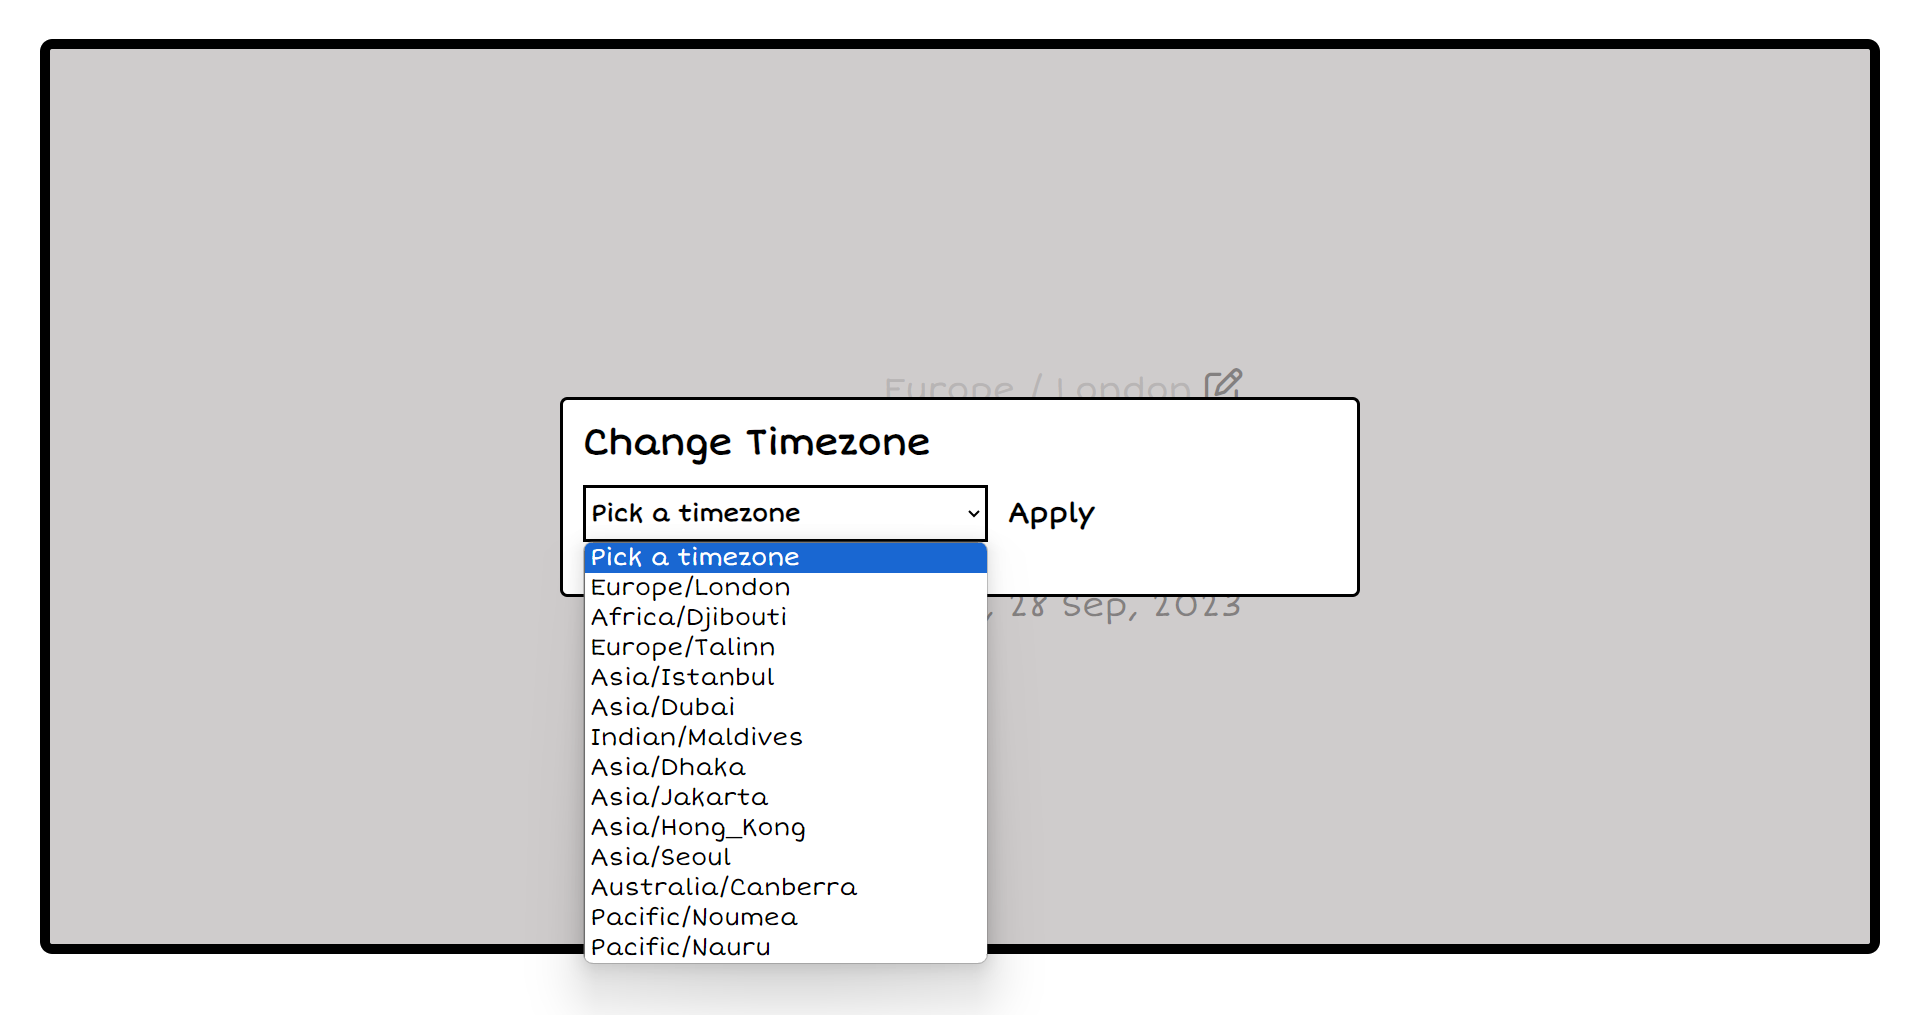 Europe / London
Change Timezone
Pick a timezone
Apply
Pick a timezone
Europe/London
, 28 Sep, 2023
Africa/Djibouti
Europe/Talinn
Asia/Istanbul
Asia/Dubai
Indian/Maldives
Asia/Dhaka
Asia/Jakarta
Asia/Hong_Kong
Asia/Seoul
Australia/Canberra
Pacific/Noumea
Pacific/Nauru